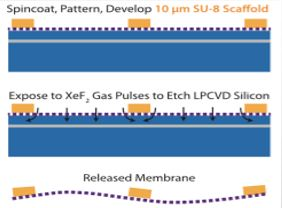 Spincoat, Pattern, Develop 10 μm SU-8 Scaffold
Expose to XeF₂ Gas Pulses to Etch LPCVD Silicon
Released Membrane